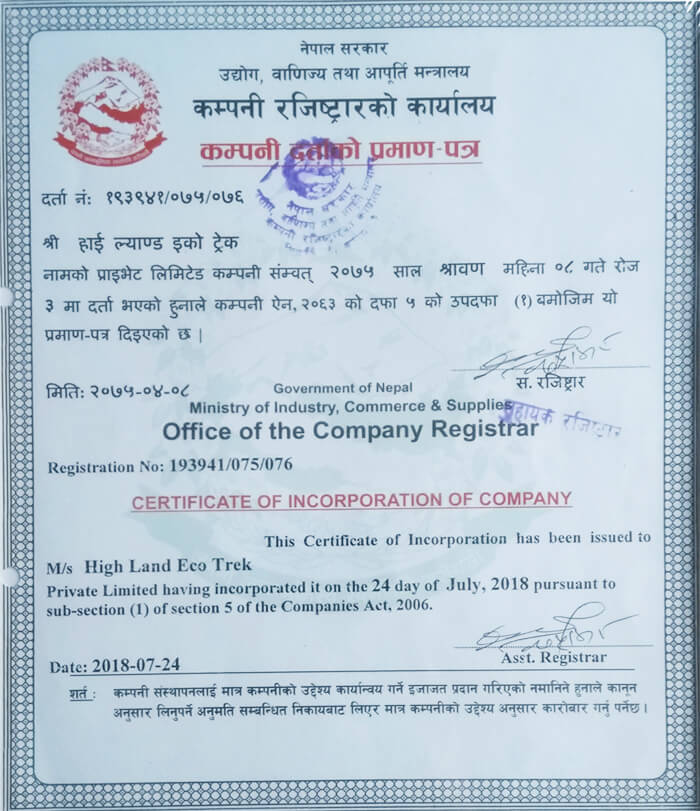 नेपाल सरकार
उद्योग, वाणिज्य तथा आपूर्ति मन्त्रालय
कम्पनी रजिष्ट्रारको कार्यालय
कम्पनी दर्ताको प्रमाण-पत्र
दर्ता नं: १९३९४१/०७५/०७६
श्री हाई ल्याण्ड इको ट्रेक
नामको प्राइभेट लिमिटेड कम्पनी संम्वत् २०७५ साल श्रावण महिना ०८ गते रोज
३ मा दर्ता भएको हुनाले कम्पनी ऐन, २०६३ को दफा ५ को उपदफा (१) बमोजिम यो
प्रमाण-पत्र दिइएको छ |
स. रजिष्ट्रार
मिति: २०७५-०४-०८
सहायक रजिष्ट्रार
Government of Nepal
Ministry of Industry, Commerce & Supplies
Office of the Company Registrar
Registration No: 193941/075/076
CERTIFICATE OF INCORPORATION OF COMPANY
This Certificate of Incorporation has been issued to
M/s High Land Eco Trek
Private Limited having incorporated it on the 24 day of July, 2018 pursuant to
sub-section (1) of section 5 of the Companies Act, 2006.
Asst. Registrar
Date: 2018-07-24
शर्त : कम्पनी संस्थापनलाई मात्र कम्पनीको उद्देश्य कार्यान्वय गर्ने इजाजत प्रदान गरिएको नमानिने हुनाले कानुन
अनुसार लिनुपर्ने अनुमति सम्बन्धित निकायबाट लिएर मात्र कम्पनीको उद्देश्य अनुसार कारोबार गर्नु पर्नेछ |